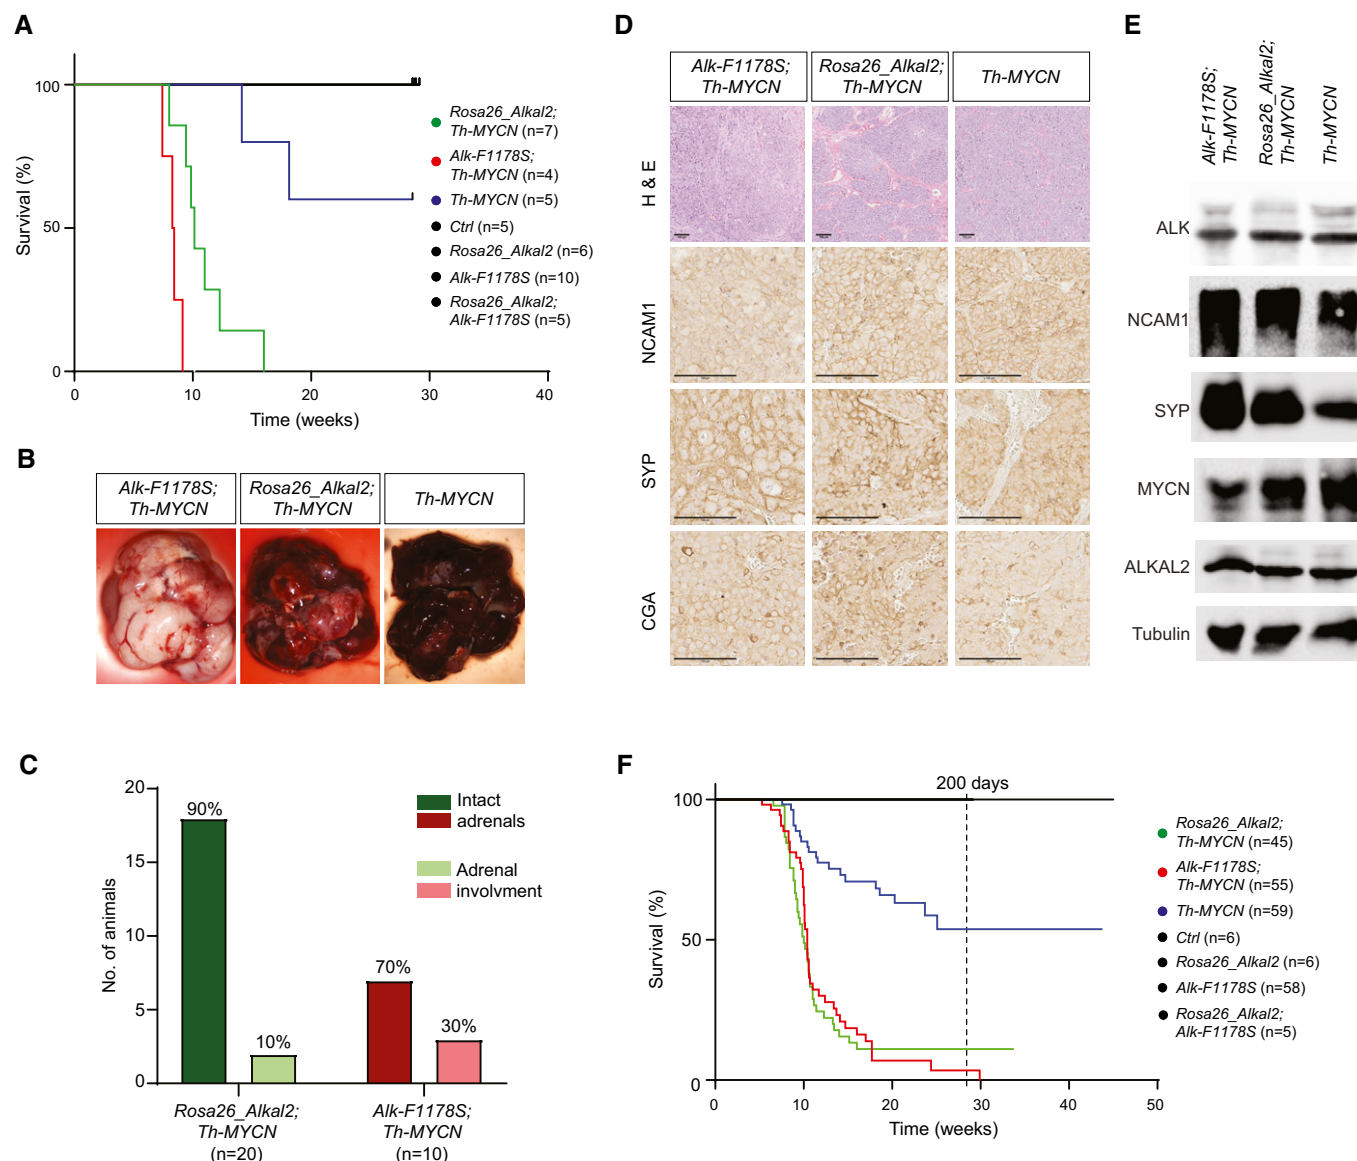 A
100
50
0
Survival (%)
0
10
20
30
40
Time (weeks)
Rosa26_Alkal2;
Th-MYCN (n=7)
Alk-F1178S;
Th-MYCN (n=4)
Th-MYCN (n=5)
Ctrl (n=5)
Rosa26_Alkal2 (n=6)
Alk-F1178S (n=10)
Rosa26_Alkal2;
Alk-F1178S (n=5)
B
Alk-F1178S;
Th-MYCN
Rosa26_Alkal2;
Th-MYCN
Th-MYCN
C
20
15
10
5
0
No. of animals
90%
10%
70%
30%
Intact
adrenals
Adrenal
involvment
Rosa26_Alkal2;
Th-MYCN
(n=20)
Alk-F1178S;
Th-MYCN
(n=10)
D
Alk-F1178S;
Th-MYCN
Rosa26_Alkal2;
Th-MYCN
Th-MYCN
H & E
NCAM1
SYP
CGA
E
Alk-F1178S;
Th-MYCN
Rosa26_Alkal2;
Th-MYCN
Th-MYCN
ALK
NCAM1
SYP
MYCN
ALKAL2
Tubulin
F
200 days
100
50
0
Survival (%)
0
10
20
30
40
50
Time (weeks)
Rosa26_Alkal2;
Th-MYCN (n=45)
Alk-F1178S;
Th-MYCN (n=55)
Th-MYCN (n=59)
Ctrl (n=6)
Rosa26_Alkal2 (n=6)
Alk-F1178S (n=58)
Rosa26_Alkal2;
Alk-F1178S (n=5)